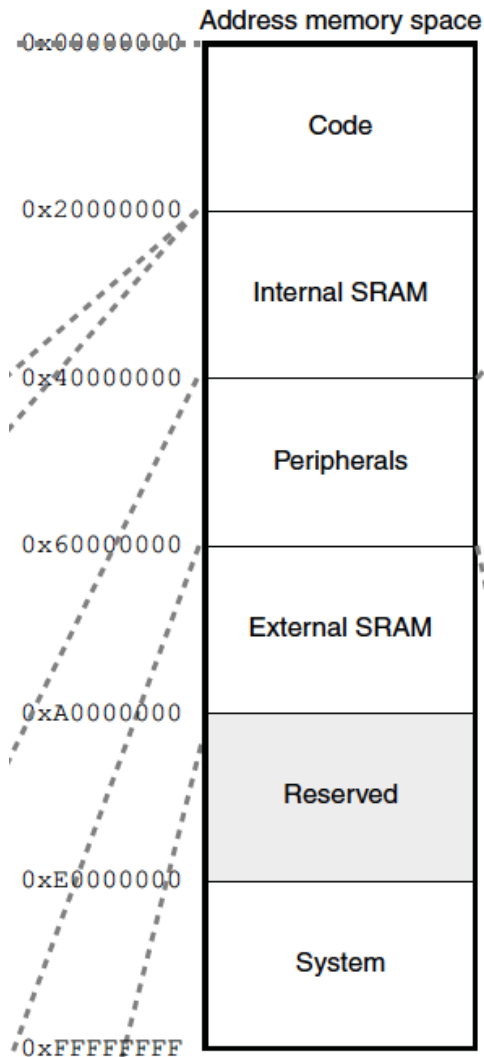 Address memory space
0x00000000
Code
0x20000000
Internal SRAM
0x40000000
Peripherals
0x60000000
External SRAM
0xA0000000
Reserved
0xE0000000
System
0xFFFFFFFF